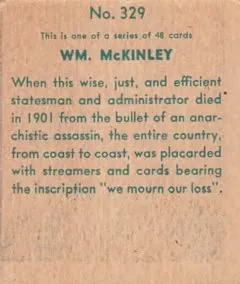 No. 329
This is one of a series of 48 cards
WM. McKINLEY
When this wise, just, and efficient
statesman and administrator died
in 1901 from the bullet of an anar-
chistic assassin, the entire country,
from coast to coast, was placarded
with streamers and cards bearing
the inscription "we mourn our loss".